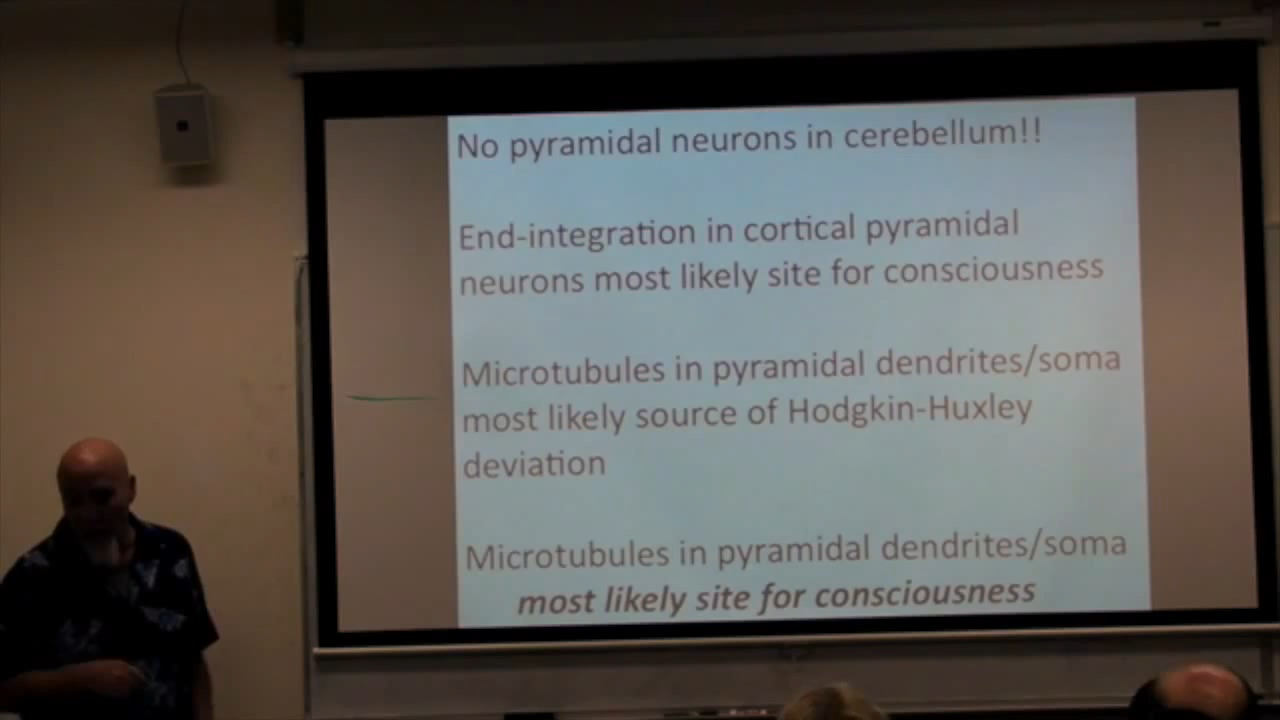 No pyramidal neurons in cerebellum!!
End-integration in cortical pyramidal
neurons most likely site for consciousness
Microtubules in pyramidal dendrites/soma
most likely source of Hodgkin-Huxley
deviation
Microtubules in pyramidal dendrites/soma
most likely site for consciousness